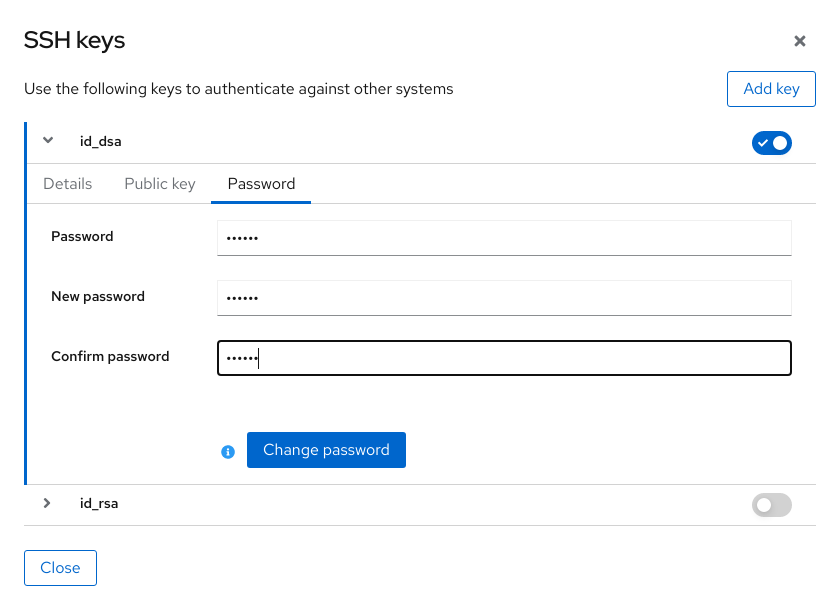 SSH keys
Use the following keys to authenticate against other systems
Add key
id_dsa
Details Public key Password
Password ••••••
New password ••••••
Confirm password ••••••
Change password
id_rsa
Close